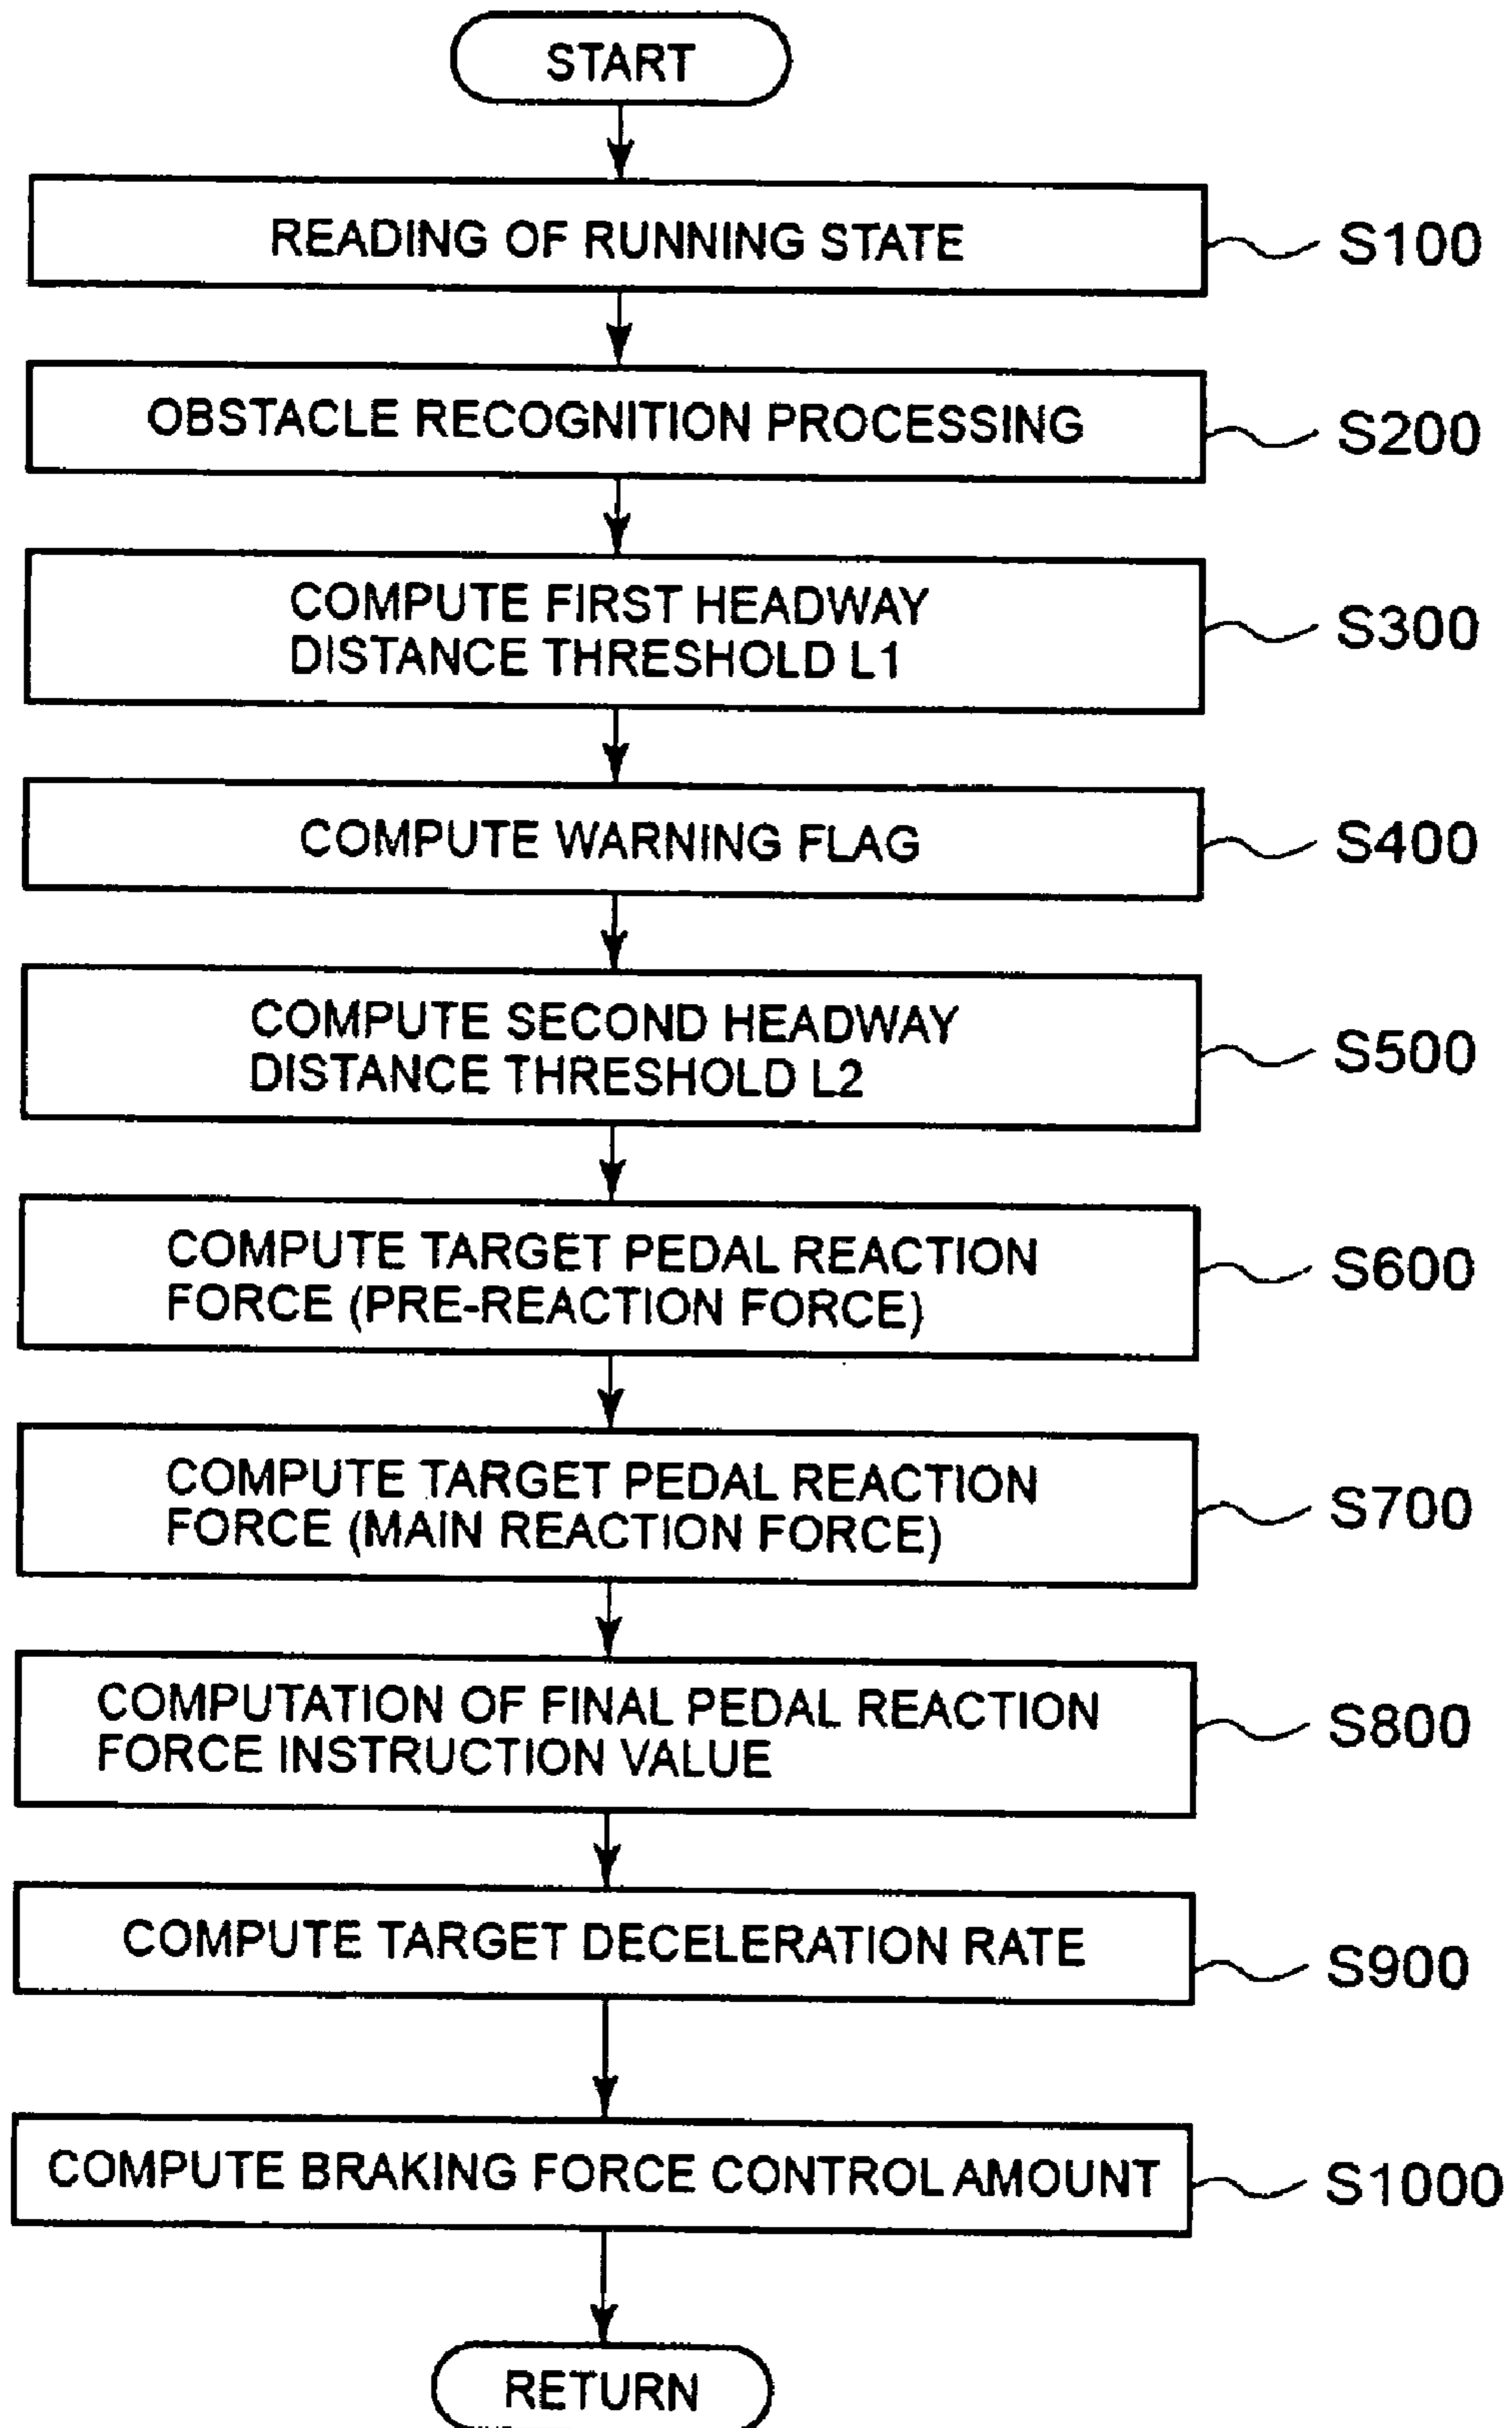 START
READING OF RUNNING STATE
S100
OBSTACLE RECOGNITION PROCESSING
S200
COMPUTE FIRST HEADWAY
DISTANCE THRESHOLD L1
S300
COMPUTE WARNING FLAG
S400
COMPUTE SECOND HEADWAY
DISTANCE THRESHOLD L2
S500
COMPUTE TARGET PEDAL REACTION
FORCE (PRE-REACTION FORCE)
S600
COMPUTE TARGET PEDAL REACTION
FORCE (MAIN REACTION FORCE)
S700
COMPUTATION OF FINAL PEDAL REACTION
FORCE INSTRUCTION VALUE
S800
COMPUTE TARGET DECELERATION RATE
S900
COMPUTE BRAKING FORCE CONTROL AMOUNT
S1000
RETURN